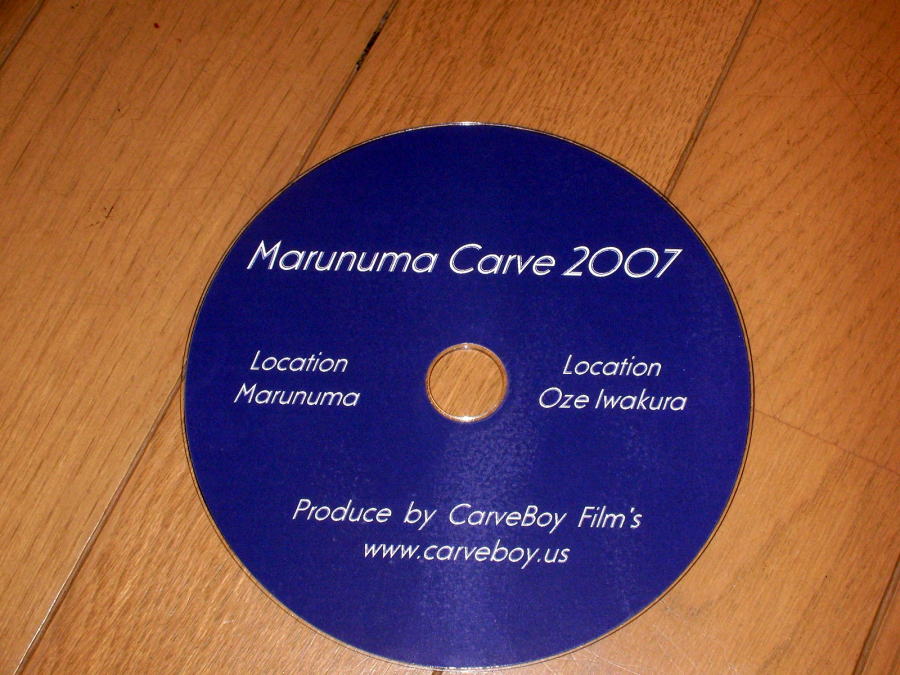 Marunuma Carve 2007
Location
Marunuma
Location
Oze Iwakura
Produce by CarveBoy Film's
www.carveboy.us